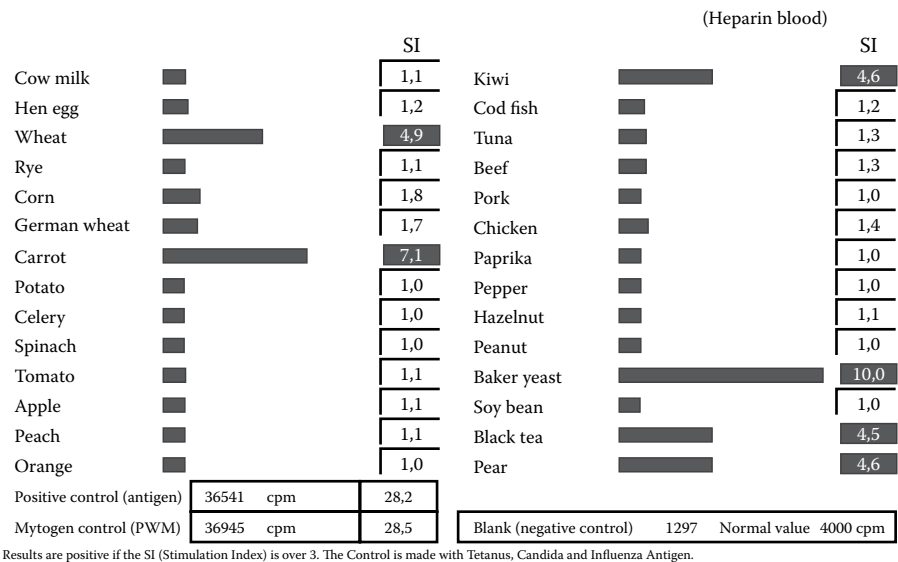 (Heparin blood)
SI
Cow milk 1,1
Hen egg 1,2
Wheat 4,9
Rye 1,1
Corn 1,8
German wheat 1,7
Carrot 7,1
Potato 1,0
Celery 1,0
Spinach 1,0
Tomato 1,1
Apple 1,1
Peach 1,1
Orange 1,0
SI
Kiwi 4,6
Cod fish 1,2
Tuna 1,3
Beef 1,3
Pork 1,0
Chicken 1,4
Paprika 1,0
Pepper 1,0
Hazelnut 1,1
Peanut 1,0
Baker yeast 10,0
Soy bean 1,0
Black tea 4,5
Pear 4,6
Positive control (antigen) 36541 cpm 28,2
Mytogen control (PWM) 36945 cpm 28,5
Blank (negative control) 1297 Normal value 4000 cpm
Results are positive if the SI (Stimulation Index) is over 3. The Control is made with Tetanus, Candida and Influenza Antigen.